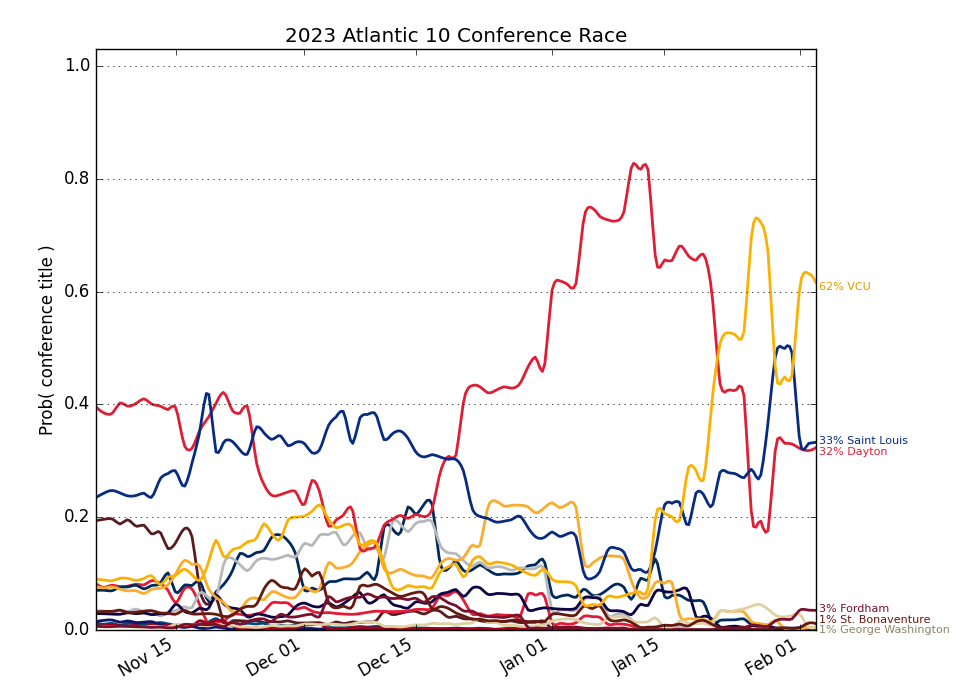 2023 Atlantic 10 Conference Race
1.0
0.8
0.6
0.4
0.2
0.0
Prob( conference title )
62% VCU
33% Saint Louis
32% Dayton
3% Fordham
1% St. Bonaventure
1% George Washington
Nov 15
Dec 01
Dec 15
Jan 01
Jan 15
Feb 01